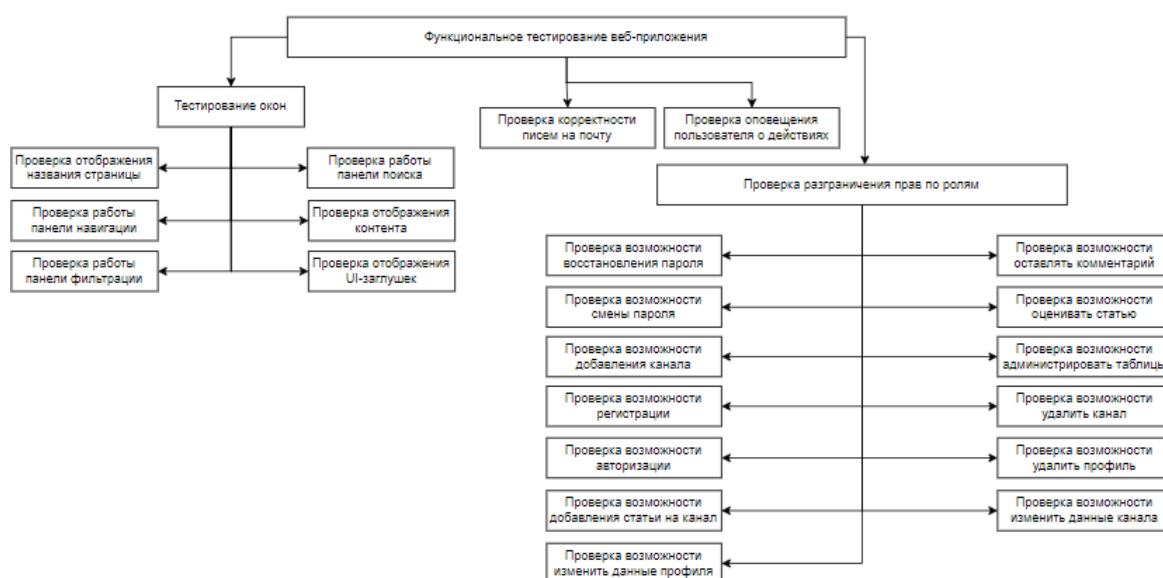 Функциональное тестирование веб-приложения
Тестирование окон
Проверка корректности
писем на почту
Проверка оповещения
пользователя о действиях
Проверка отображения
названия страницы
Проверка работы
панели поиска
Проверка работы
панели навигации
Проверка отображения
контента
Проверка работы
панели фильтрации
Проверка отображения
UI-заглушек
Проверка разграничения прав по ролям
Проверка возможности
восстановления пароля
Проверка возможности
оставлять комментарий
Проверка возможности
смены пароля
Проверка возможности
оценивать статью
Проверка возможности
добавления канала
Проверка возможности
администрировать таблицы
Проверка возможности
регистрации
Проверка возможности
удалить канал
Проверка возможности
авторизации
Проверка возможности
удалить профиль
Проверка возможности
добавления статьи на канал
Проверка возможности
изменить данные канала
Проверка возможности
изменить данные профиля